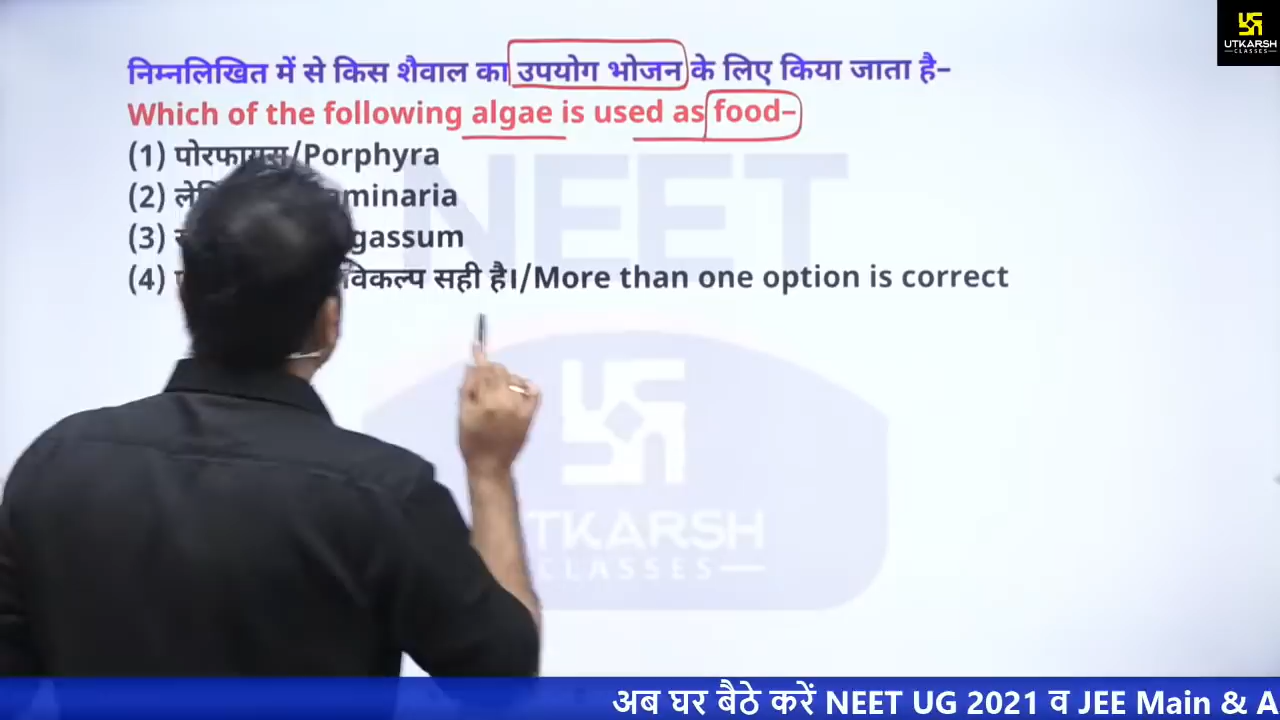 UTKARSH
CLASSES
निम्नलिखित में से किस शैवाल का उपयोग भोजन के लिए किया जाता है-
Which of the following algae is used as food-
(1) पोरफायरा/Porphyra
(2)
(3)
(4) विकल्प सही है।/More than one option is correct
NEET
UTKARSH
CLASSES
अब घर बैठे करें NEET UG 2021 व JEE Main & A